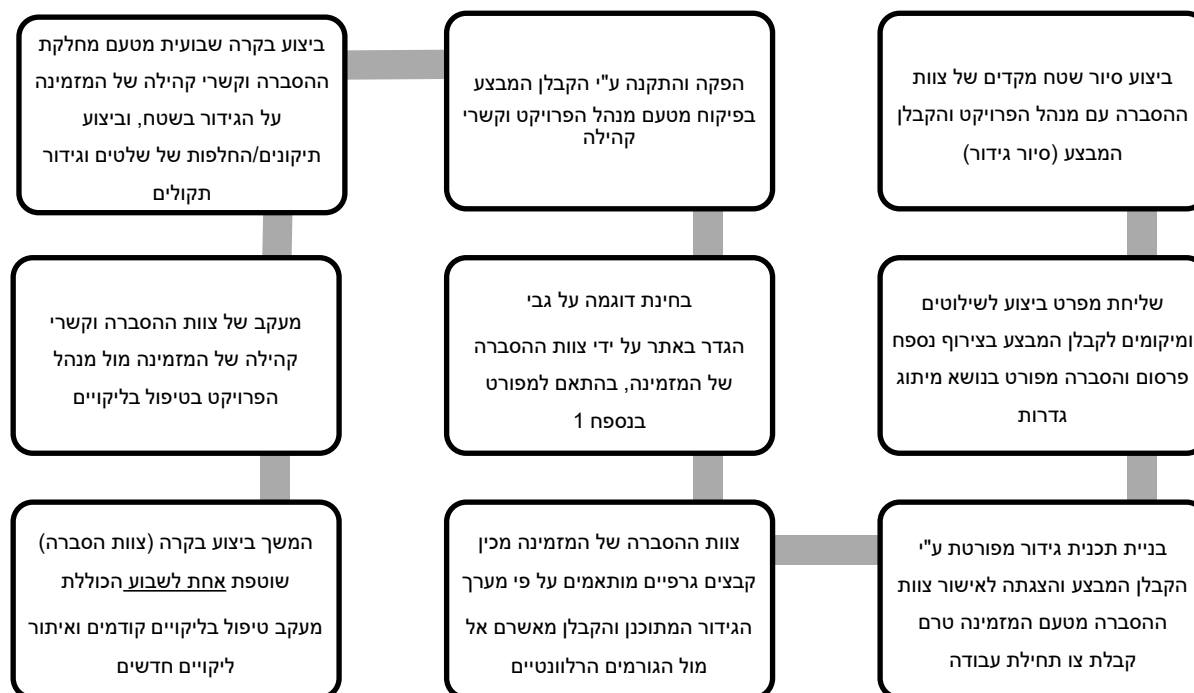 ביצוע סיור שטח מקדים של צוות
ההסברה עם מנהל הפרויקט והקבלן
המבצע (סיור גידור)
שליחת מפרט ביצוע לשילוטים
ומיקומים לקבלן המבצע בצירוף נספח
פרסום והסברה מפורט בנושא מיתוג
גדרות
בניית תכנית גידור מפורטת ע"י
הקבלן המבצע והצגתה לאישור צוות
ההסברה מטעם המזמינה טרם
קבלת צו תחילת עבודה
צוות ההסברה של המזמינה מכין
קבצים גרפיים מותאמים על פי מערך
הגידור המתוכנן והקבלן מאשרם אל
מול הגורמים הרלוונטיים
בחינת דוגמה על גבי
הגדר באתר על ידי צוות ההסברה
של המזמינה, בהתאם למפורט
בנספח 1
הפקה והתקנה ע"י הקבלן המבצע
בפיקוח מטעם מנהל הפרויקט וקשרי
קהילה
ביצוע בקרה שבועית מטעם מחלקת
ההסברה וקשרי קהילה של המזמינה
על הגידור בשטח, וביצוע
תיקונים/החלפות של שלטים וגידור
תקולים
מעקב של צוות ההסברה וקשרי
קהילה של המזמינה מול מנהל
הפרויקט בטיפול בליקויים
המשך ביצוע בקרה (צוות הסברה)
שוטפת אחת לשבוע הכוללת
מעקב טיפול בליקויים קודמים ואיתור
ליקויים חדשים